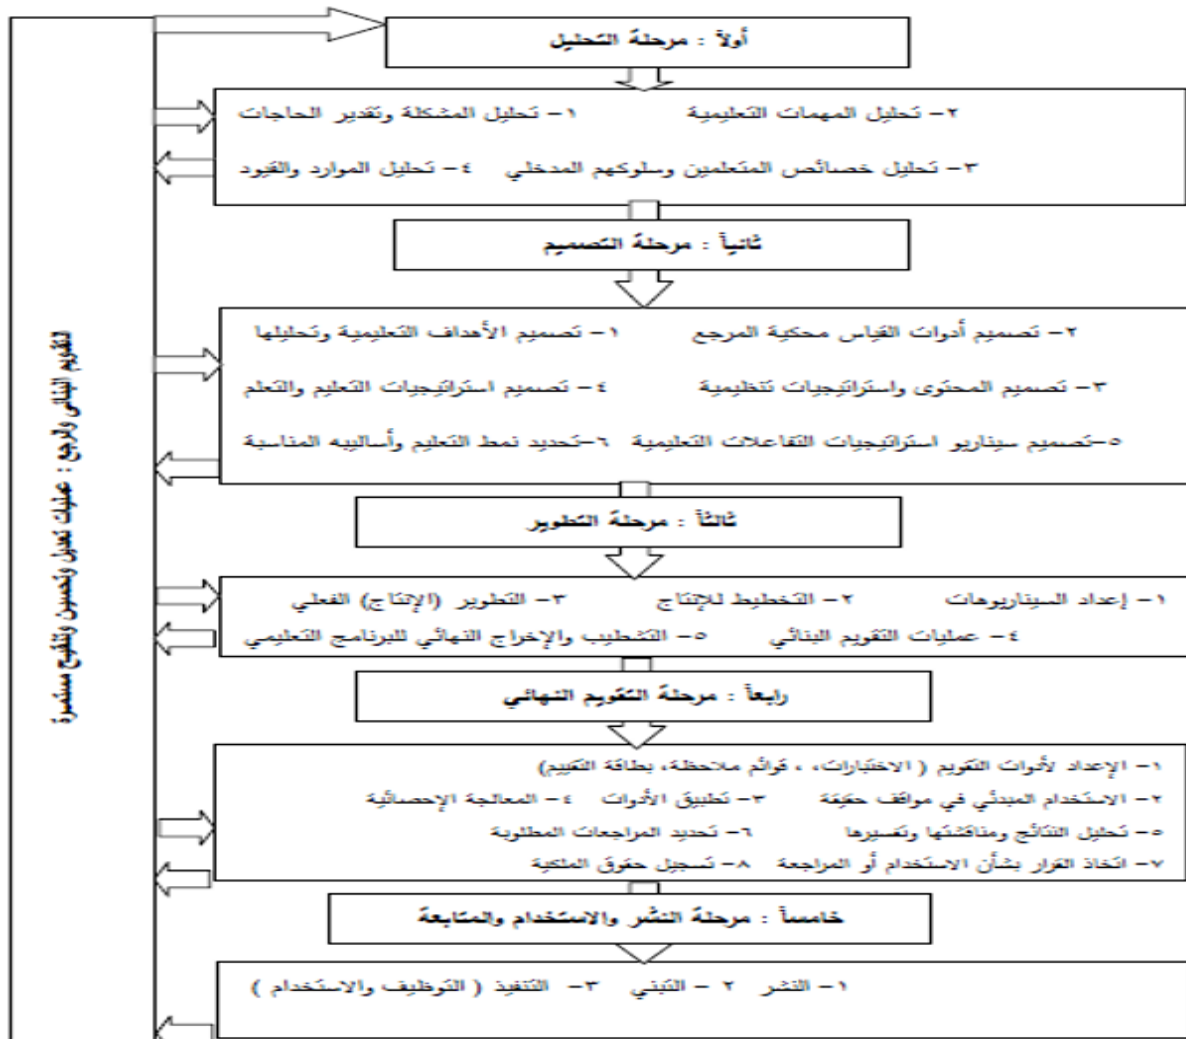 أولاً : مرحلة التحليل
١- تحليل المشكلة وتقدير الحاجات ٢- تحليل المهمات التعليمية
٣- تحليل خصائص المتعلمين وسلوكهم المدخلي ٤- تحليل الموارد والقيود
ثانياً : مرحلة التصميم
١- تصميم الأهداف التعليمية وتحليلها ٢- تصميم أدوات القياس محكية المرجع
٣- تصميم المحتوى واستراتيجيات تنظيمية ٤- تصميم استراتيجيات التعليم والتعلم
٥-تصميم سيناريو استراتيجيات التفاعلات التعليمية ٦-تحديد نمط التعليم وأساليبه المناسبة
ثالثاً : مرحلة التطوير
١- إعداد السيناريوهات ٢- التخطيط للإنتاج ٣- التطوير (الإنتاج) الفعلي
٤- عمليات التقويم البنائي ٥- التشطيب والإخراج النهائي للبرنامج التعليمي
رابعاً : مرحلة التقويم النهائي
١- الإعداد لأدوات التقويم ( الاختبارات، ، قوائم ملاحظة، بطاقة التقييم)
٢- الاستخدام المبدئي في مواقف حقيقة ٣- تطبيق الأدوات ٤- المعالجة الإحصائية
٥- تحليل النتائج ومناقشتها وتفسيرها ٦- تحديد المراجعات المطلوبة
٧- اتخاذ القرار بشأن الاستخدام أو المراجعة ٨- تسجيل حقوق الملكية
خامساً : مرحلة النشر والاستخدام والمتابعة
١- النشر ٢ - التبني ٣- التنفيذ ( التوظيف والاستخدام )
التقويم البنائي والرجع : عمليات تعديل وتحسين وتنقيح مستمرة